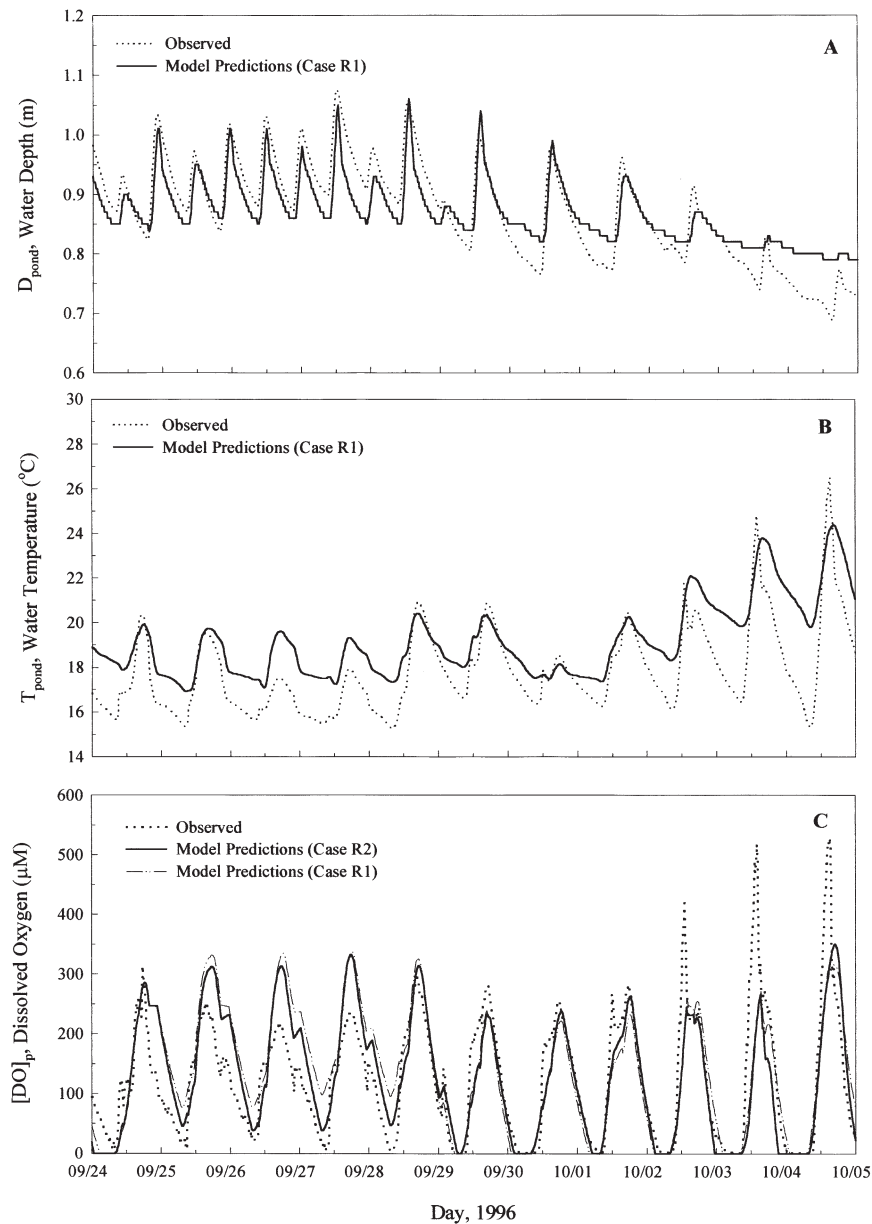 1.2
Observed
A
Model Predictions (Case R1)
1.1
1.0
0.9
0.8
0.7
0.6
Dpond, Water Depth (m)
30
Observed
B
Model Predictions (Case R1)
28
26
24
22
20
18
16
14
Tpond, Water Temperature (°C)
600
Observed
C
Model Predictions (Case R2)
Model Predictions (Case R1)
500
400
300
200
100
0
[DO]p, Dissolved Oxygen (μM)
09/24 09/25 09/26 09/27 09/28 09/29 09/30 10/01 10/02 10/03 10/04 10/05
Day, 1996